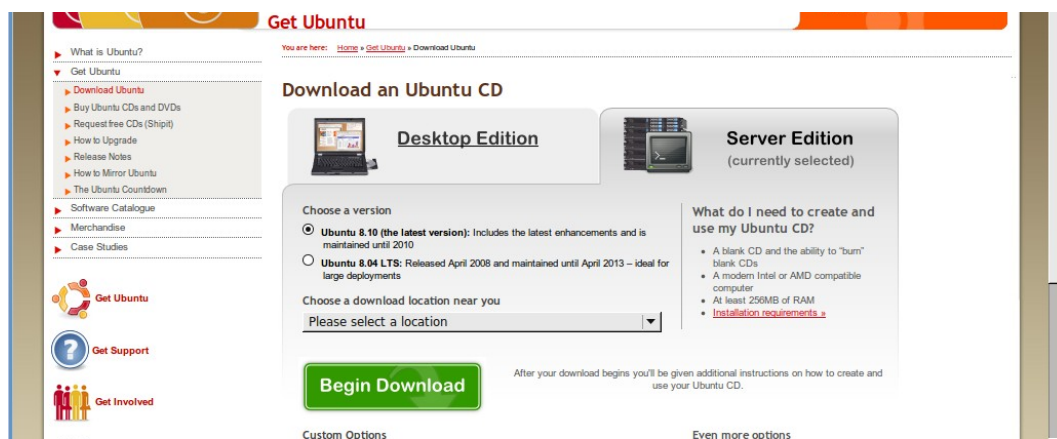 Get Ubuntu
What is Ubuntu?
Get Ubuntu
Download Ubuntu
Buy Ubuntu CDs and DVDs
Request free CDs (Shipit)
How to Upgrade
Release Notes
How to Mirror Ubuntu
The Ubuntu Countdown
Software Catalogue
Merchandise
Case Studies
Get Ubuntu
Get Support
Get Involved
You are here: Home » Get Ubuntu » Download Ubuntu
Download an Ubuntu CD
Desktop Edition
Server Edition
(currently selected)
Choose a version
Ubuntu 8.10 (the latest version): Includes the latest enhancements and is
maintained until 2010
Ubuntu 8.04 LTS: Released April 2008 and maintained until April 2013 – ideal for
large deployments
Choose a download location near you
Please select a location
What do I need to create and
use my Ubuntu CD?
A blank CD and the ability to “burn”
blank CDs
A modern Intel or AMD compatible
computer
At least 256MB of RAM
Installation requirements »
Begin Download
After your download begins you'll be given additional instructions on how to create and
use your Ubuntu CD.
Custom Options
Even more options